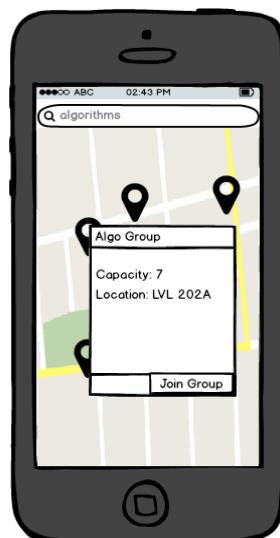 ABC 02:43 PM
algorithms
Algo Group
Capacity: 7
Location: LVL 202A
Join Group